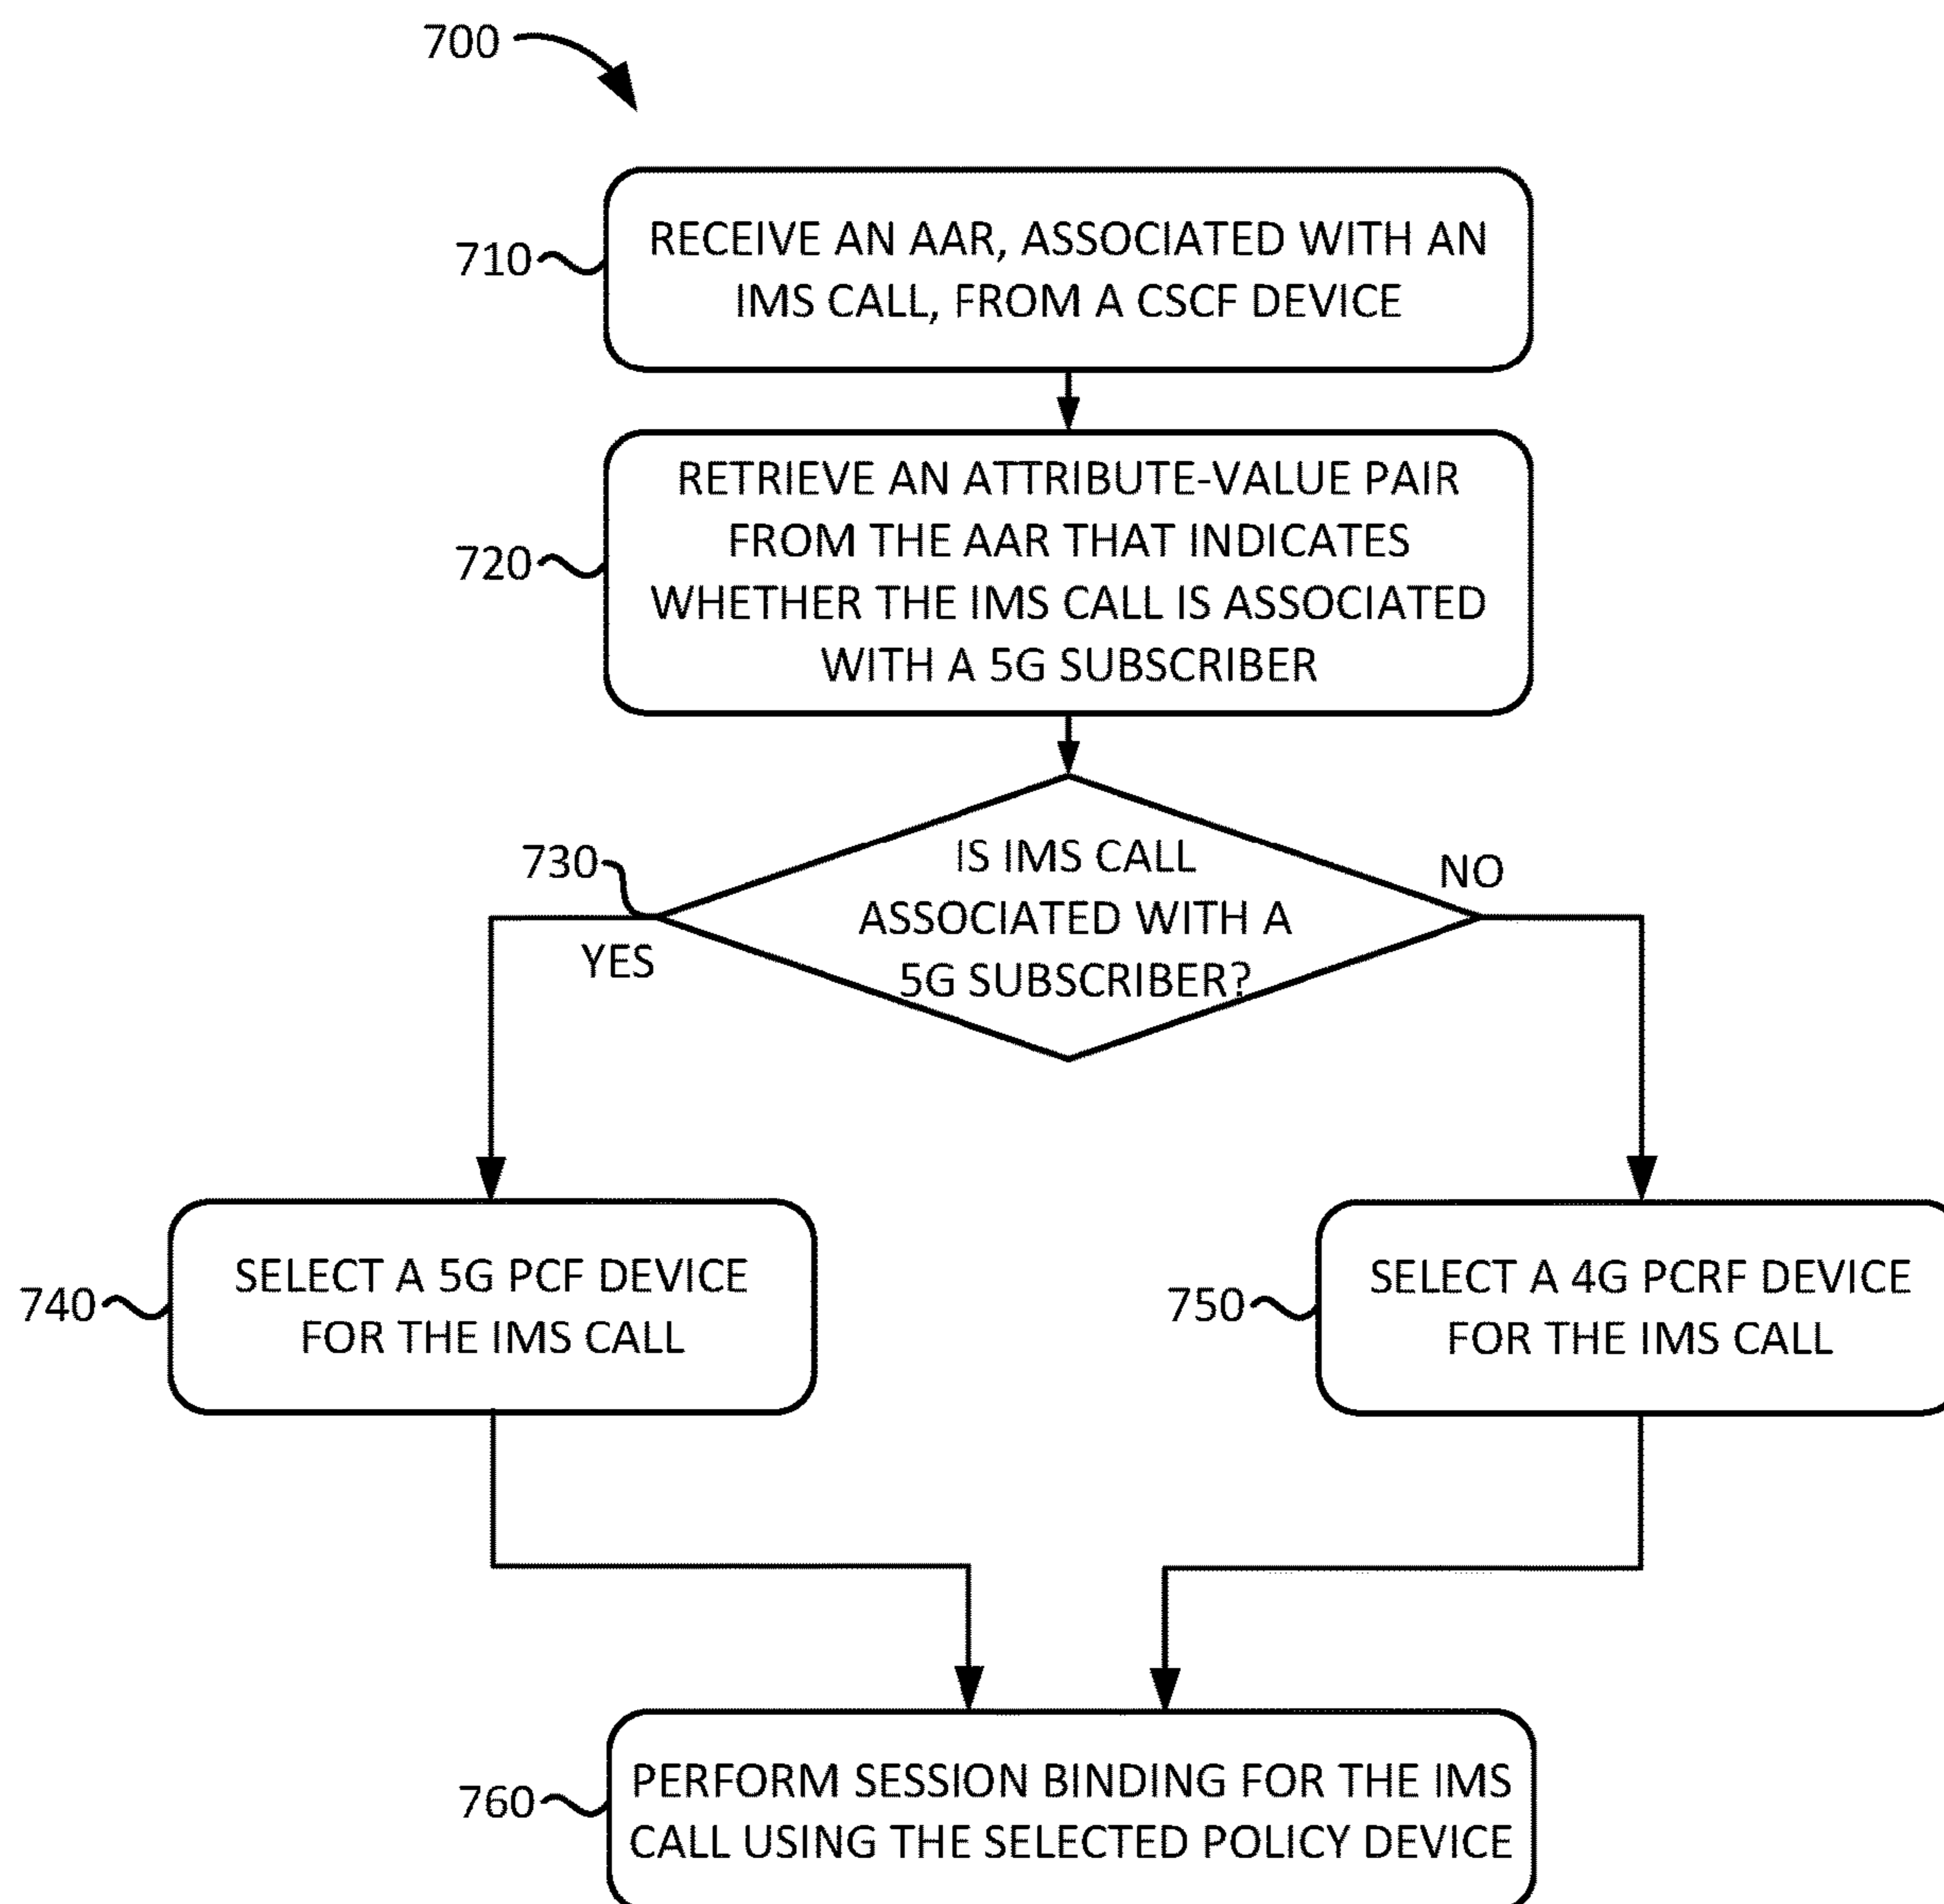 700
710
RECEIVE AN AAR, ASSOCIATED WITH AN
IMS CALL, FROM A CSCF DEVICE
720
RETRIEVE AN ATTRIBUTE-VALUE PAIR
FROM THE AAR THAT INDICATES
WHETHER THE IMS CALL IS ASSOCIATED
WITH A 5G SUBSCRIBER
730
IS IMS CALL
ASSOCIATED WITH A
5G SUBSCRIBER?
YES
NO
740
SELECT A 5G PCF DEVICE
FOR THE IMS CALL
750
SELECT A 4G PCRF DEVICE
FOR THE IMS CALL
760
PERFORM SESSION BINDING FOR THE IMS
CALL USING THE SELECTED POLICY DEVICE